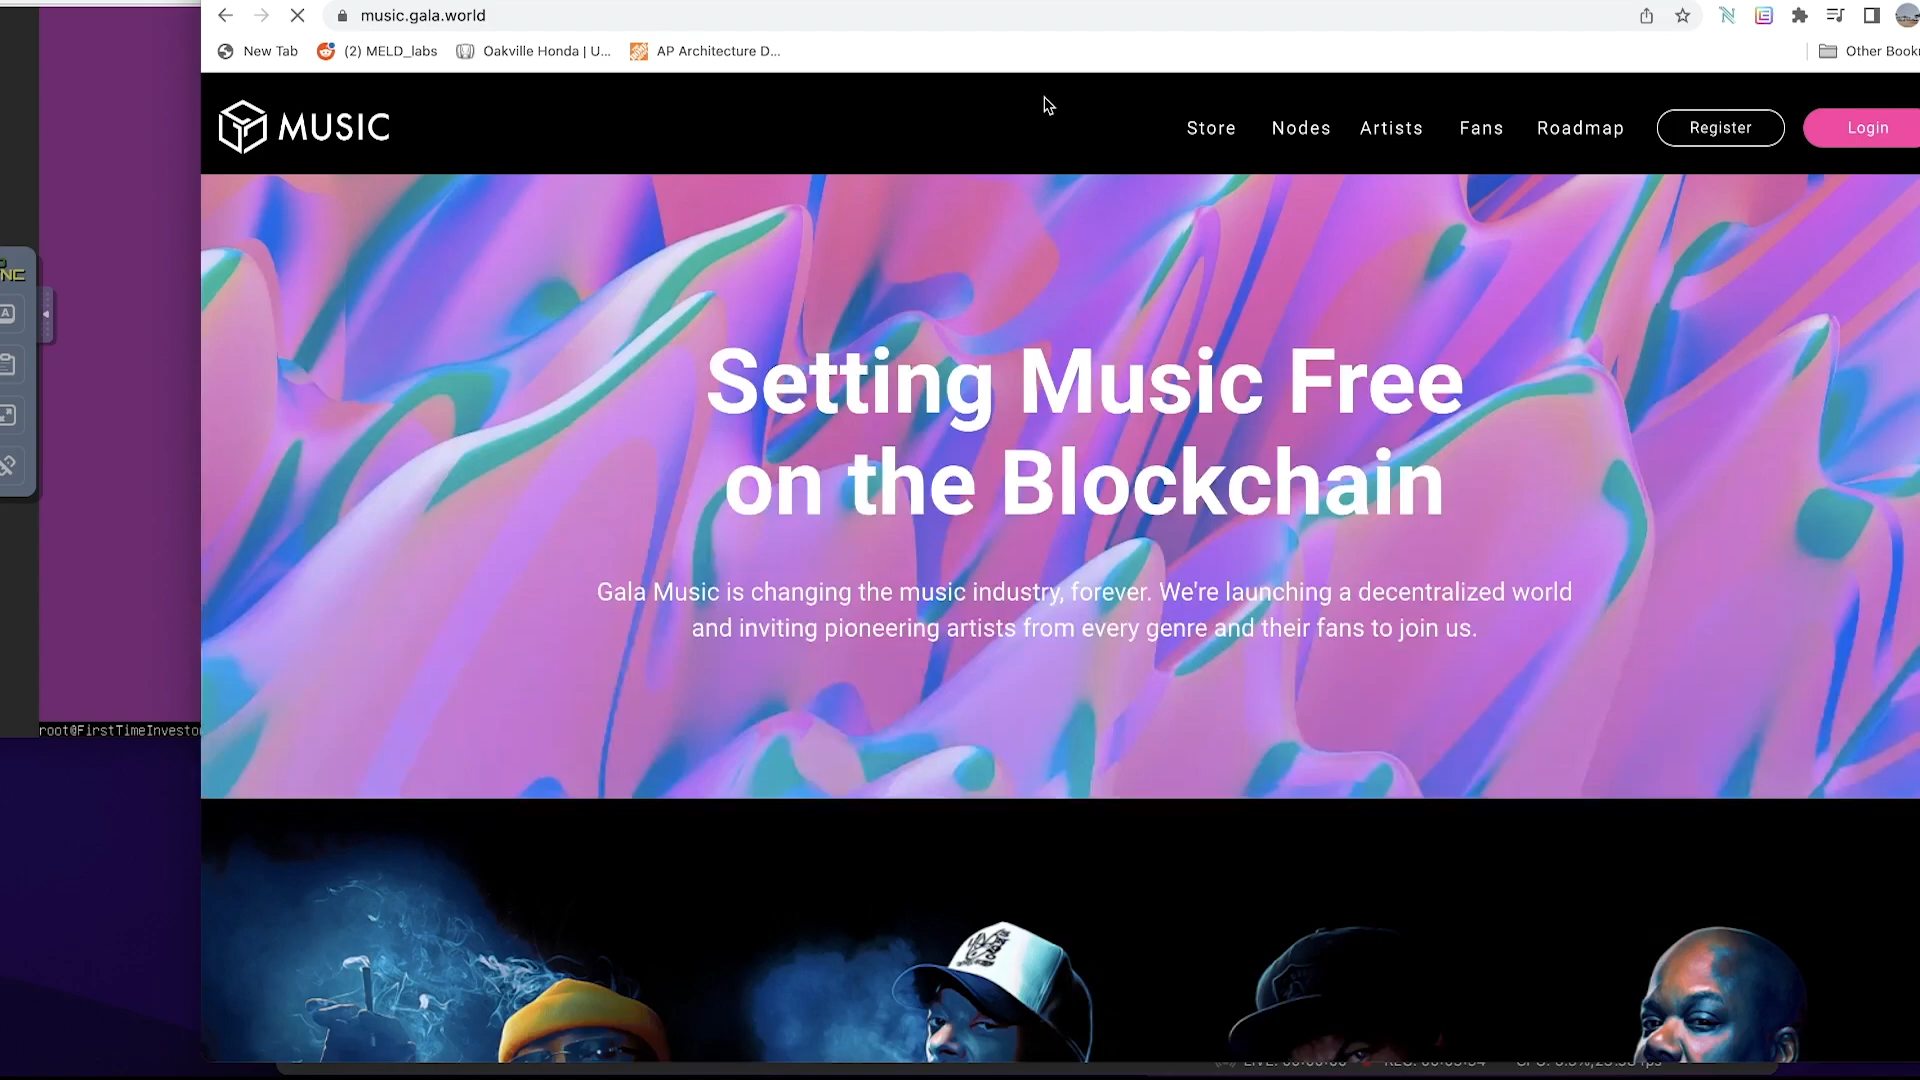 music.gala.world
New Tab
(2) MELD_labs
Oakville Honda | U...
AP Architecture D...
Other Book
MUSIC
Store
Nodes
Artists
Fans
Roadmap
Register
Login
NC
A
Setting Music Free
on the Blockchain
Gala Music is changing the music industry, forever. We're launching a decentralized world
and inviting pioneering artists from every genre and their fans to join us.
root@FirstTimeInvesto